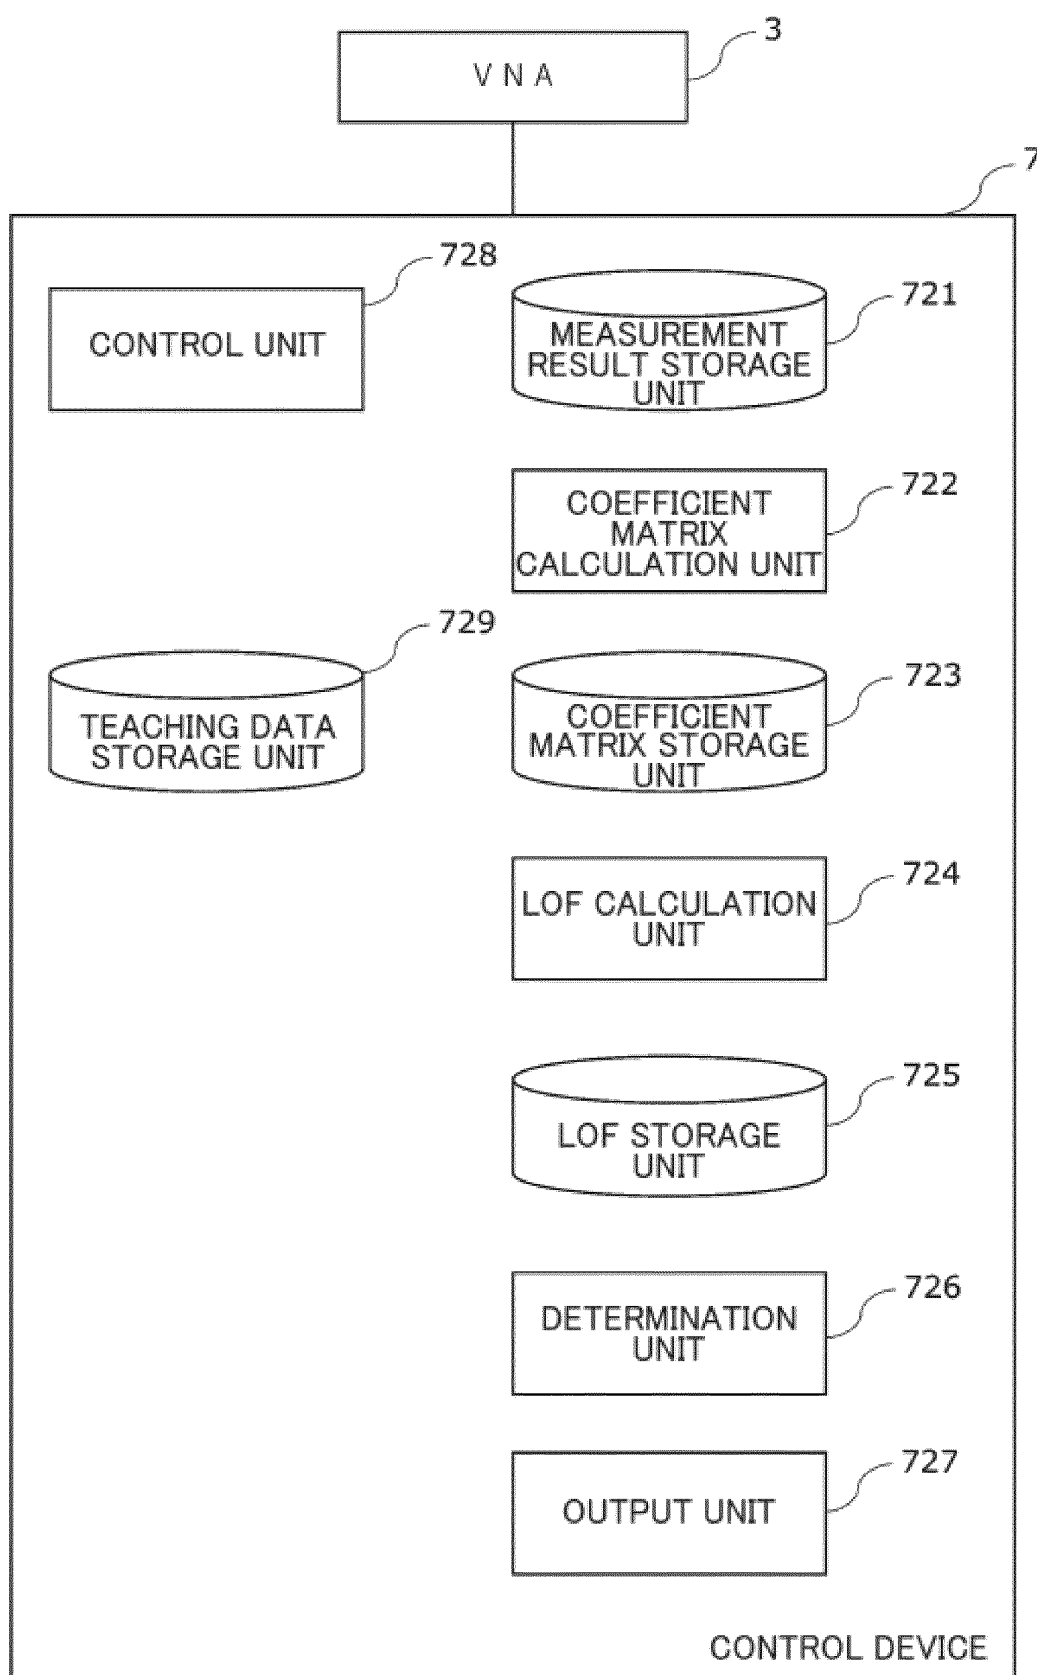 3
V N A
7
728
CONTROL UNIT
721
MEASUREMENT
RESULT STORAGE
UNIT
722
COEFFICIENT
MATRIX
CALCULATION UNIT
729
TEACHING DATA
STORAGE UNIT
723
COEFFICIENT
MATRIX STORAGE
UNIT
724
LOF CALCULATION
UNIT
725
LOF STORAGE
UNIT
726
DETERMINATION
UNIT
727
OUTPUT UNIT
CONTROL DEVICE